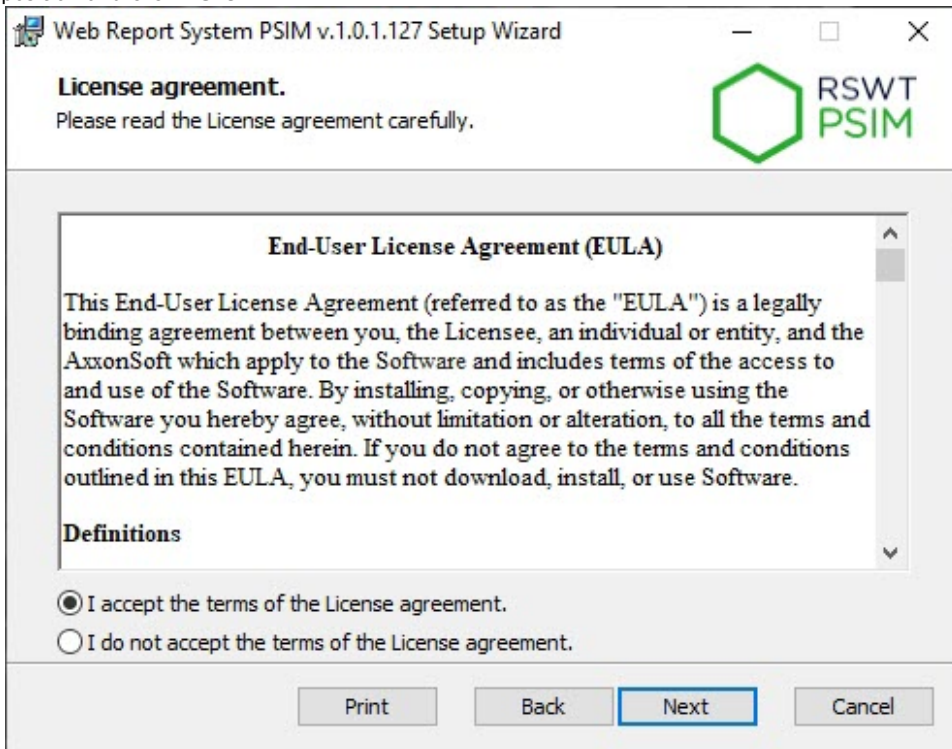 Web Report System PSIM v.1.0.1.127 Setup Wizard
License agreement.
Please read the License agreement carefully.
RSWT
PSIM
End-User License Agreement (EULA)
This End-User License Agreement (referred to as the "EULA") is a legally
binding agreement between you, the Licensee, an individual or entity, and the
AxxonSoft which apply to the Software and includes terms of the access to
and use of the Software. By installing, copying, or otherwise using the
Software you hereby agree, without limitation or alteration, to all the terms and
conditions contained herein. If you do not agree to the terms and conditions
outlined in this EULA, you must not download, install, or use Software.
Definitions
I accept the terms of the License agreement.
I do not accept the terms of the License agreement.
Print
Back
Next
Cancel